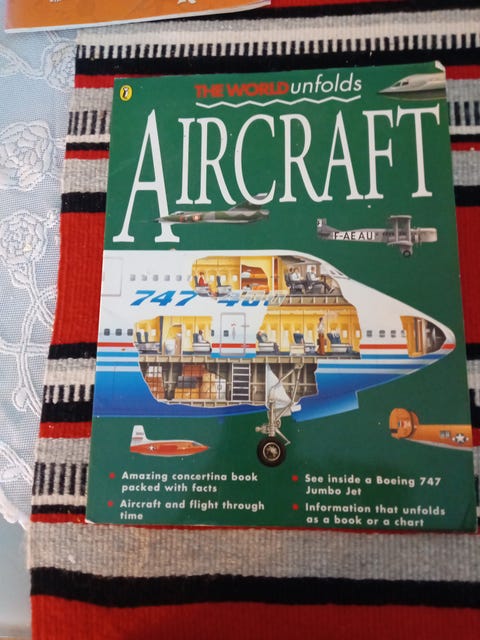 THE WORLD unfolds
AIRCRAFT
F-AEAU
747
• Amazing concertina book
packed with facts
• Aircraft and flight through
time
• See inside a Boeing 747
Jumbo Jet
• Information that unfolds
as a book or a chart